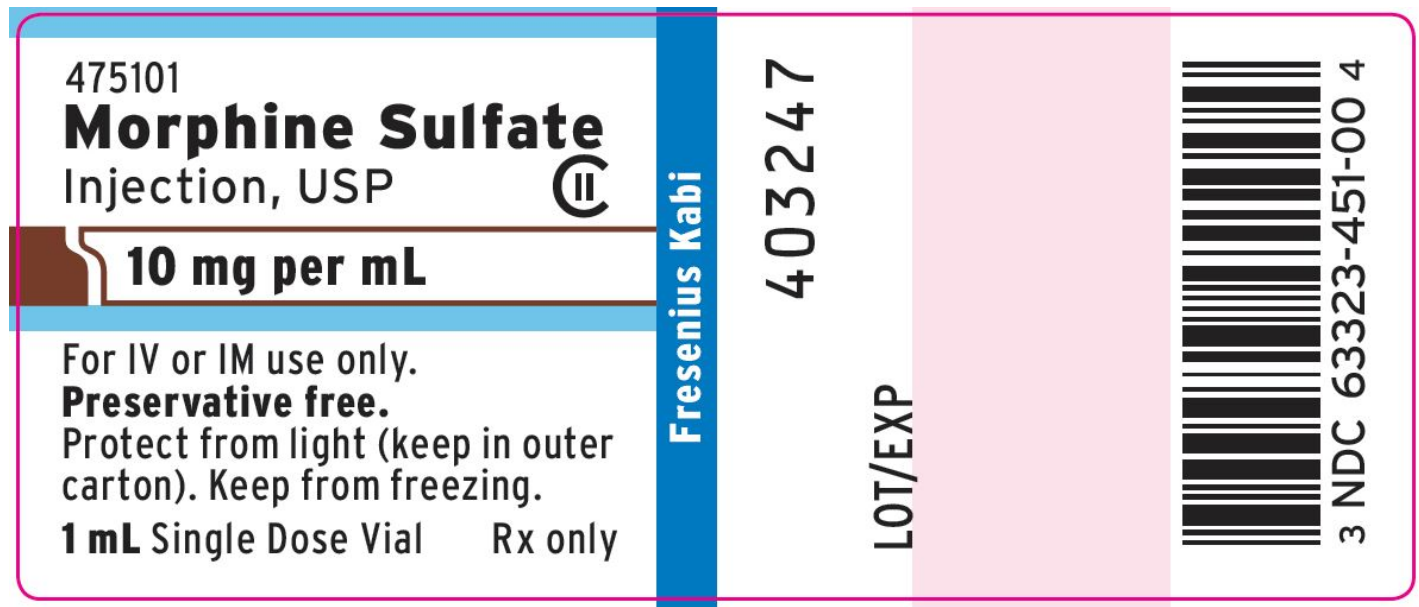 475101
Morphine Sulfate
Injection, USP
CII
10 mg per mL
For IV or IM use only.
Preservative free.
Protect from light (keep in outer
carton). Keep from freezing.
1 mL Single Dose Vial Rx only
Fresenius Kabi
403247
LOT/EXP
3 NDC 63323-451-00 4